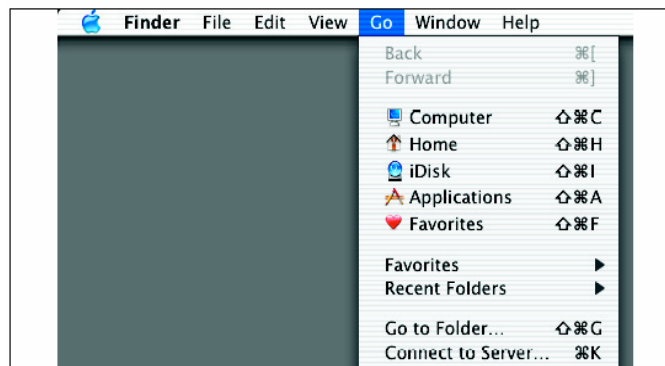 Finder File Edit View Go Window Help
Back ⌘[
Forward ⌘]
Computer ⇧⌘C
Home ⇧⌘H
iDisk ⇧⌘I
Applications ⇧⌘A
Favorites ⇧⌘F
Favorites ▶
Recent Folders ▶
Go to Folder... ⇧⌘G
Connect to Server... ⌘K